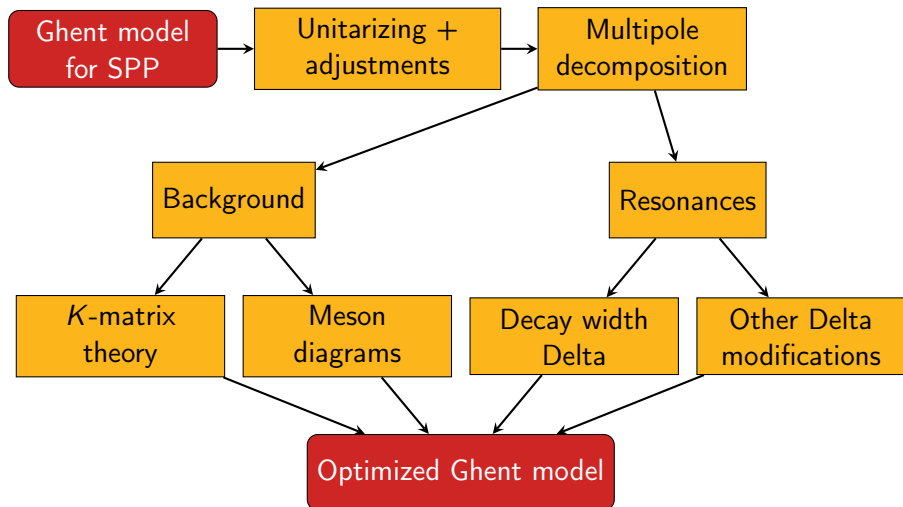 Ghent model
for SPP
Unitarizing +
adjustments
Multipole
decomposition
Background
Resonances
K-matrix
theory
Meson
diagrams
Decay width
Delta
Other Delta
modifications
Optimized Ghent model